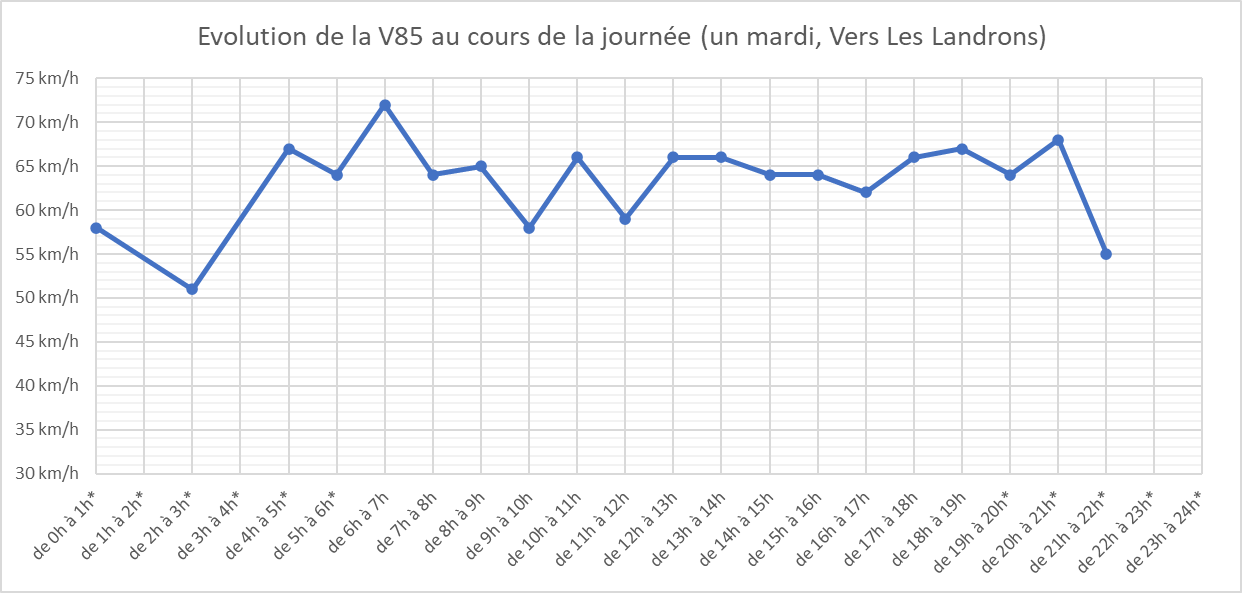 Evolution de la V85 au cours de la journée (un mardi, Vers Les Landrons)
75 km/h
70 km/h
65 km/h
60 km/h
55 km/h
50 km/h
45 km/h
40 km/h
35 km/h
30 km/h
de 0h à 1h*
de 1h à 2h*
de 2h à 3h*
de 3h à 4h*
de 4h à 5h*
de 5h à 6h*
de 6h à 7h
de 7h à 8h
de 8h à 9h
de 9h à 10h
de 10h à 11h
de 11h à 12h
de 12h à 13h
de 13h à 14h
de 14h à 15h
de 15h à 16h
de 16h à 17h
de 17h à 18h
de 18h à 19h
de 19h à 20h*
de 20h à 21h*
de 21h à 22h*
de 22h à 23h*
de 23h à 24h*